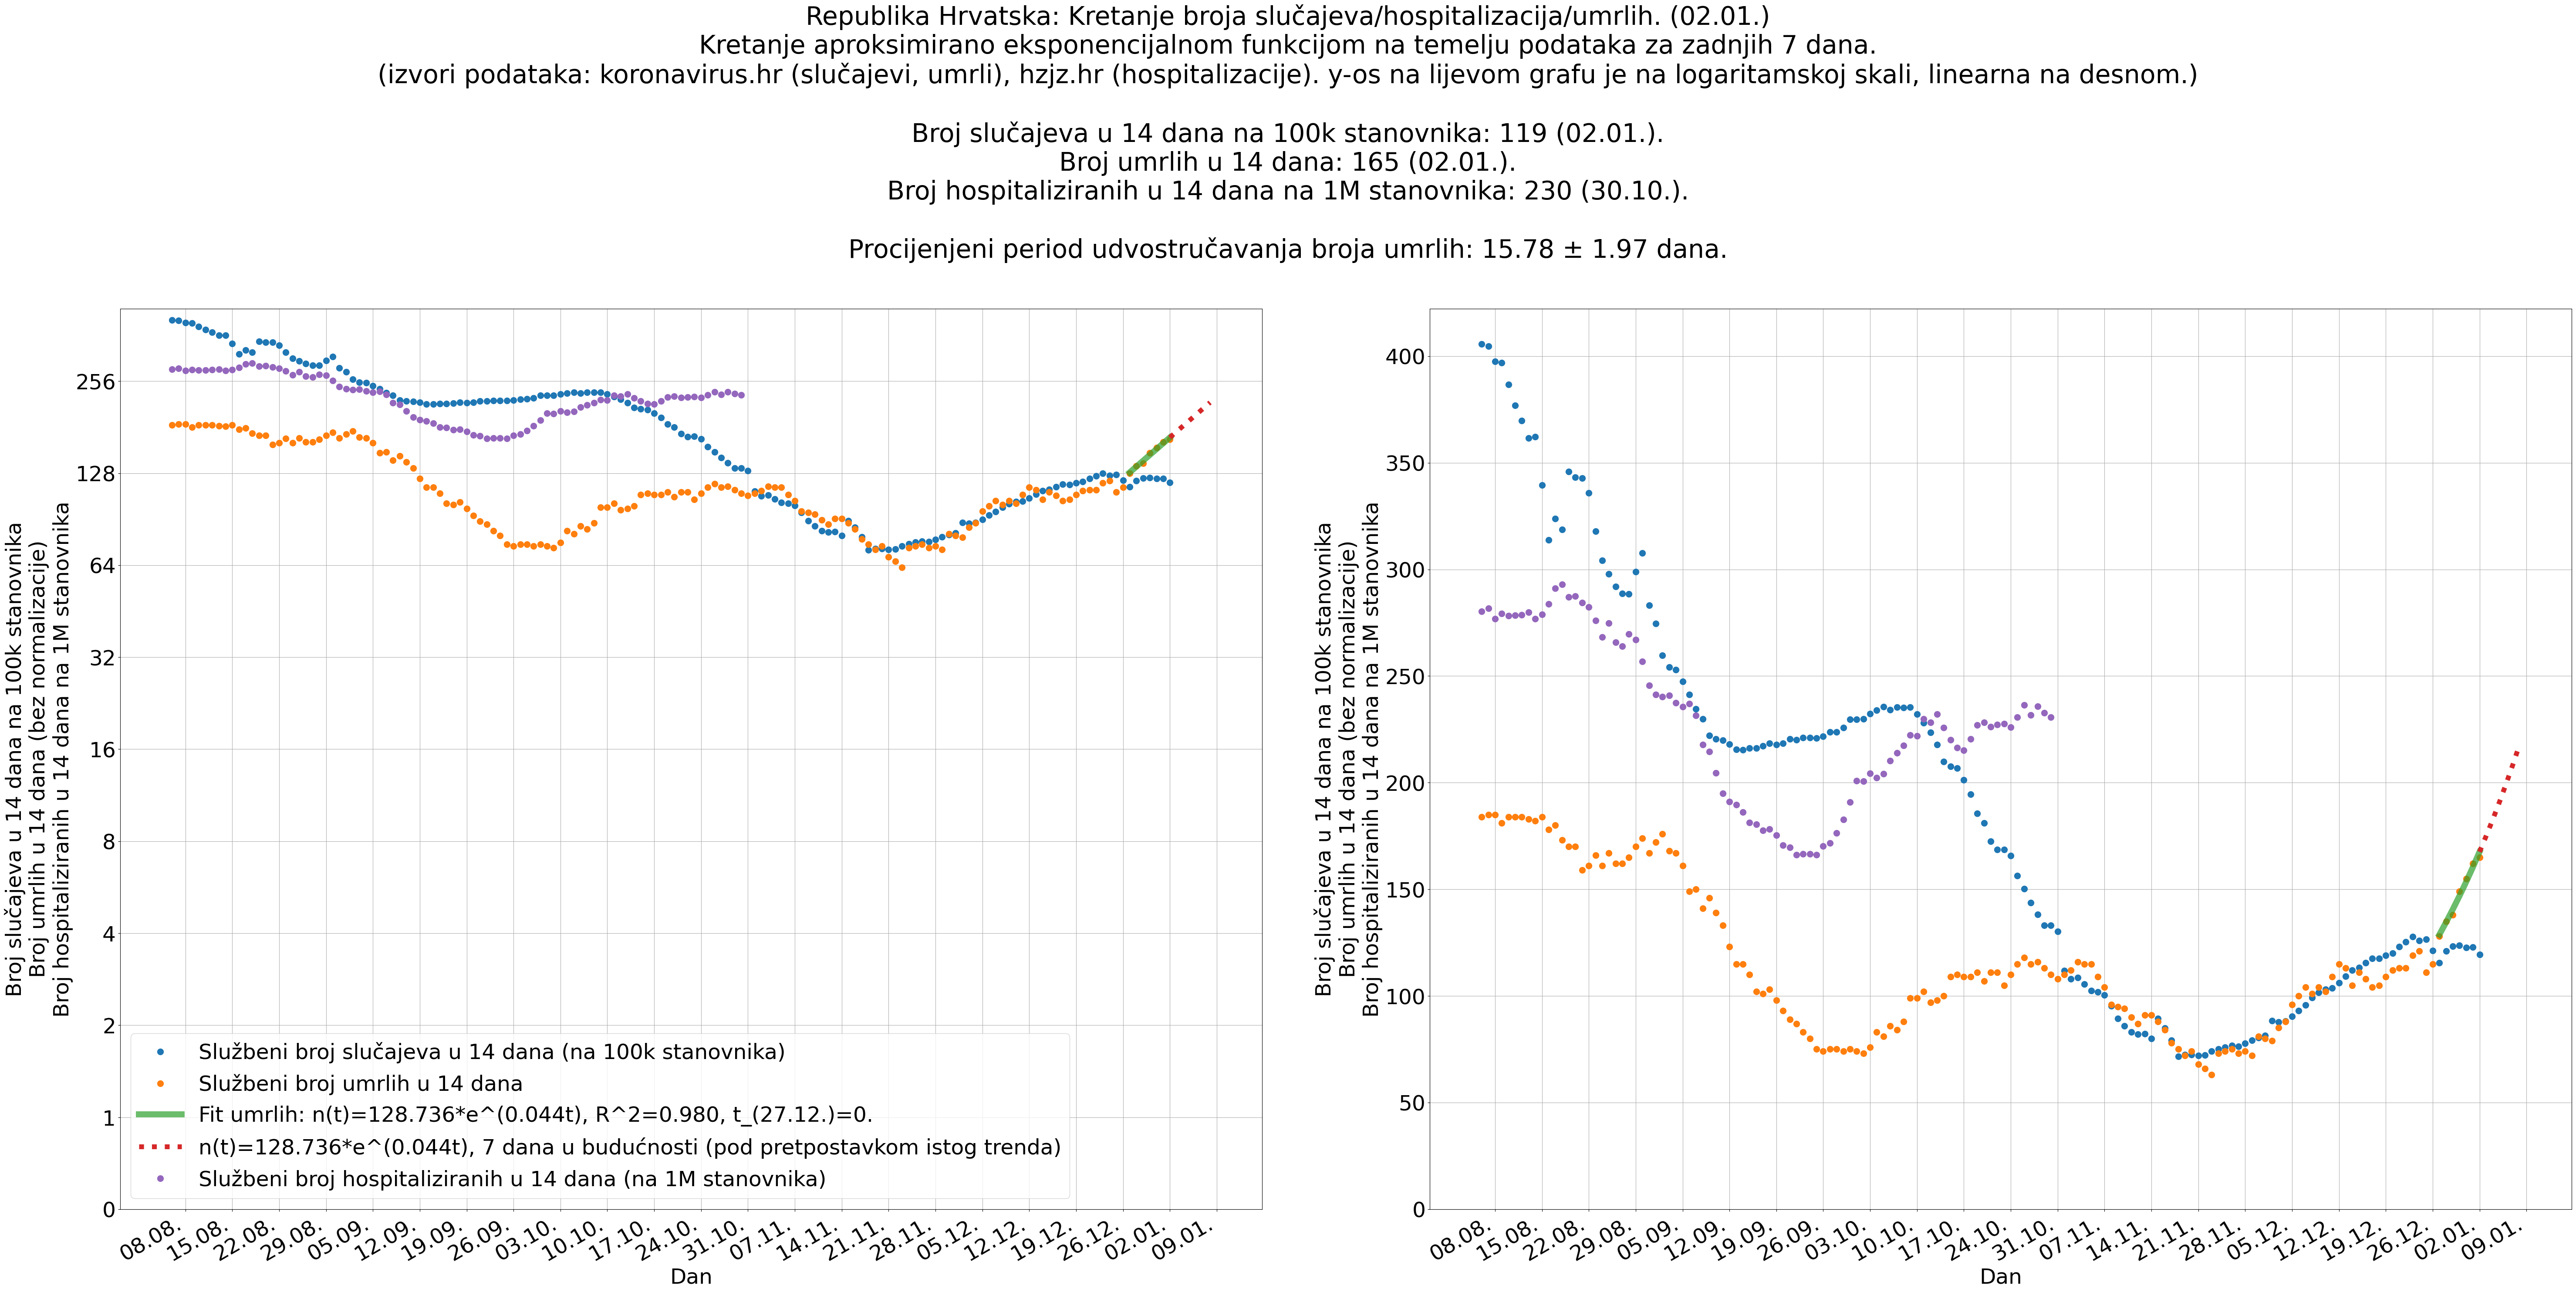 Republika Hrvatska: Kretanje broja slučajeva/hospitalizacija/umrlih. (02.01.)
Kretanje aproksimirano eksponencijalnom funkcijom na temelju podataka za zadnjih 7 dana.
(izvori podataka: koronavirus.hr (slučajevi, umrli), hzjz.hr (hospitalizacije). y-os na lijevom grafu je na logaritamskoj skali, linearna na desnom.)
Broj slučajeva u 14 dana na 100k stanovnika: 119 (02.01.).
Broj umrlih u 14 dana: 165 (02.01.).
Broj hospitaliziranih u 14 dana na 1M stanovnika: 230 (30.10.).
Procijenjeni period udvostručavanja broja umrlih: 15.78 ± 1.97 dana.
Broj slučajeva u 14 dana na 100k stanovnika
Broj umrlih u 14 dana (bez normalizacije)
Broj hospitaliziranih u 14 dana na 1M stanovnika
256
128
64
32
16
8
4
2
1
0
Službeni broj slučajeva u 14 dana (na 100k stanovnika)
Službeni broj umrlih u 14 dana
Fit umrlih: n(t)=128.736*e^(0.044t), R^2=0.980, t_(27.12.)=0.
n(t)=128.736*e^(0.044t), 7 dana u budućnosti (pod pretpostavkom istog trenda)
Službeni broj hospitaliziranih u 14 dana (na 1M stanovnika)
08.08. 15.08. 22.08. 29.08. 05.09. 12.09. 19.09. 26.09. 03.10. 10.10. 17.10. 24.10. 31.10. 07.11. 14.11. 21.11. 28.11. 05.12. 12.12. 19.12. 26.12. 02.01. 09.01.
Dan
Broj slučajeva u 14 dana na 100k stanovnika
Broj umrlih u 14 dana (bez normalizacije)
Broj hospitaliziranih u 14 dana na 1M stanovnika
400
350
300
250
200
150
100
50
0
08.08. 15.08. 22.08. 29.08. 05.09. 12.09. 19.09. 26.09. 03.10. 10.10. 17.10. 24.10. 31.10. 07.11. 14.11. 21.11. 28.11. 05.12. 12.12. 19.12. 26.12. 02.01. 09.01.
Dan